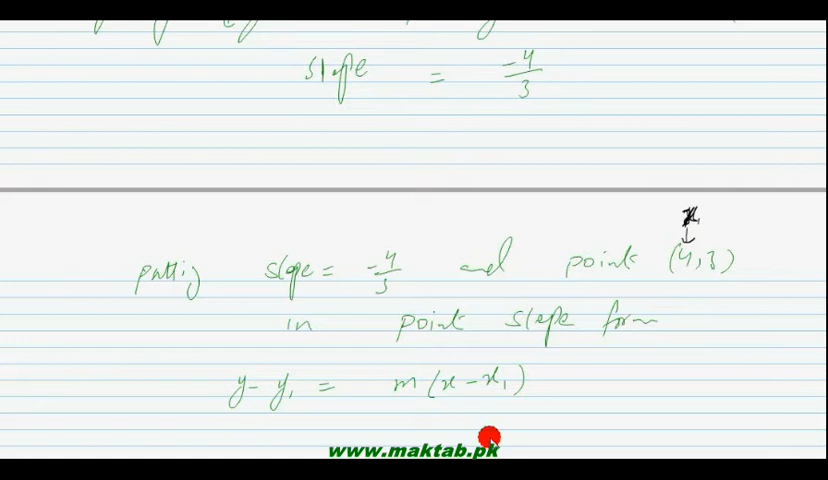 slope = -4/3
x₁
putting slope = -4/3 and point (4,3)
in point slope form
y - y₁ = m(x - x₁)
www.maktab.pk